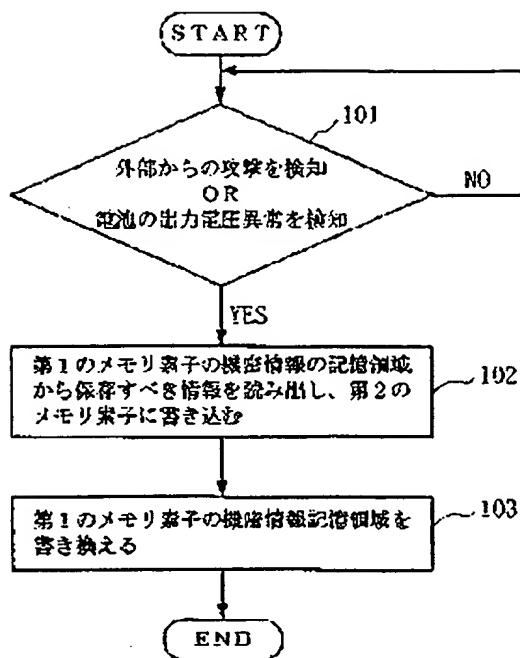 START
101
外部からの攻撃を検知
OR
電池の出力電圧異常を検知
NO
YES
第1のメモリ素子の機密情報の記憶領域
から保存すべき情報を読み出し、第2の
メモリ素子に書き込む
102
第1のメモリ素子の機密情報記憶領域を
書き換える
103
END